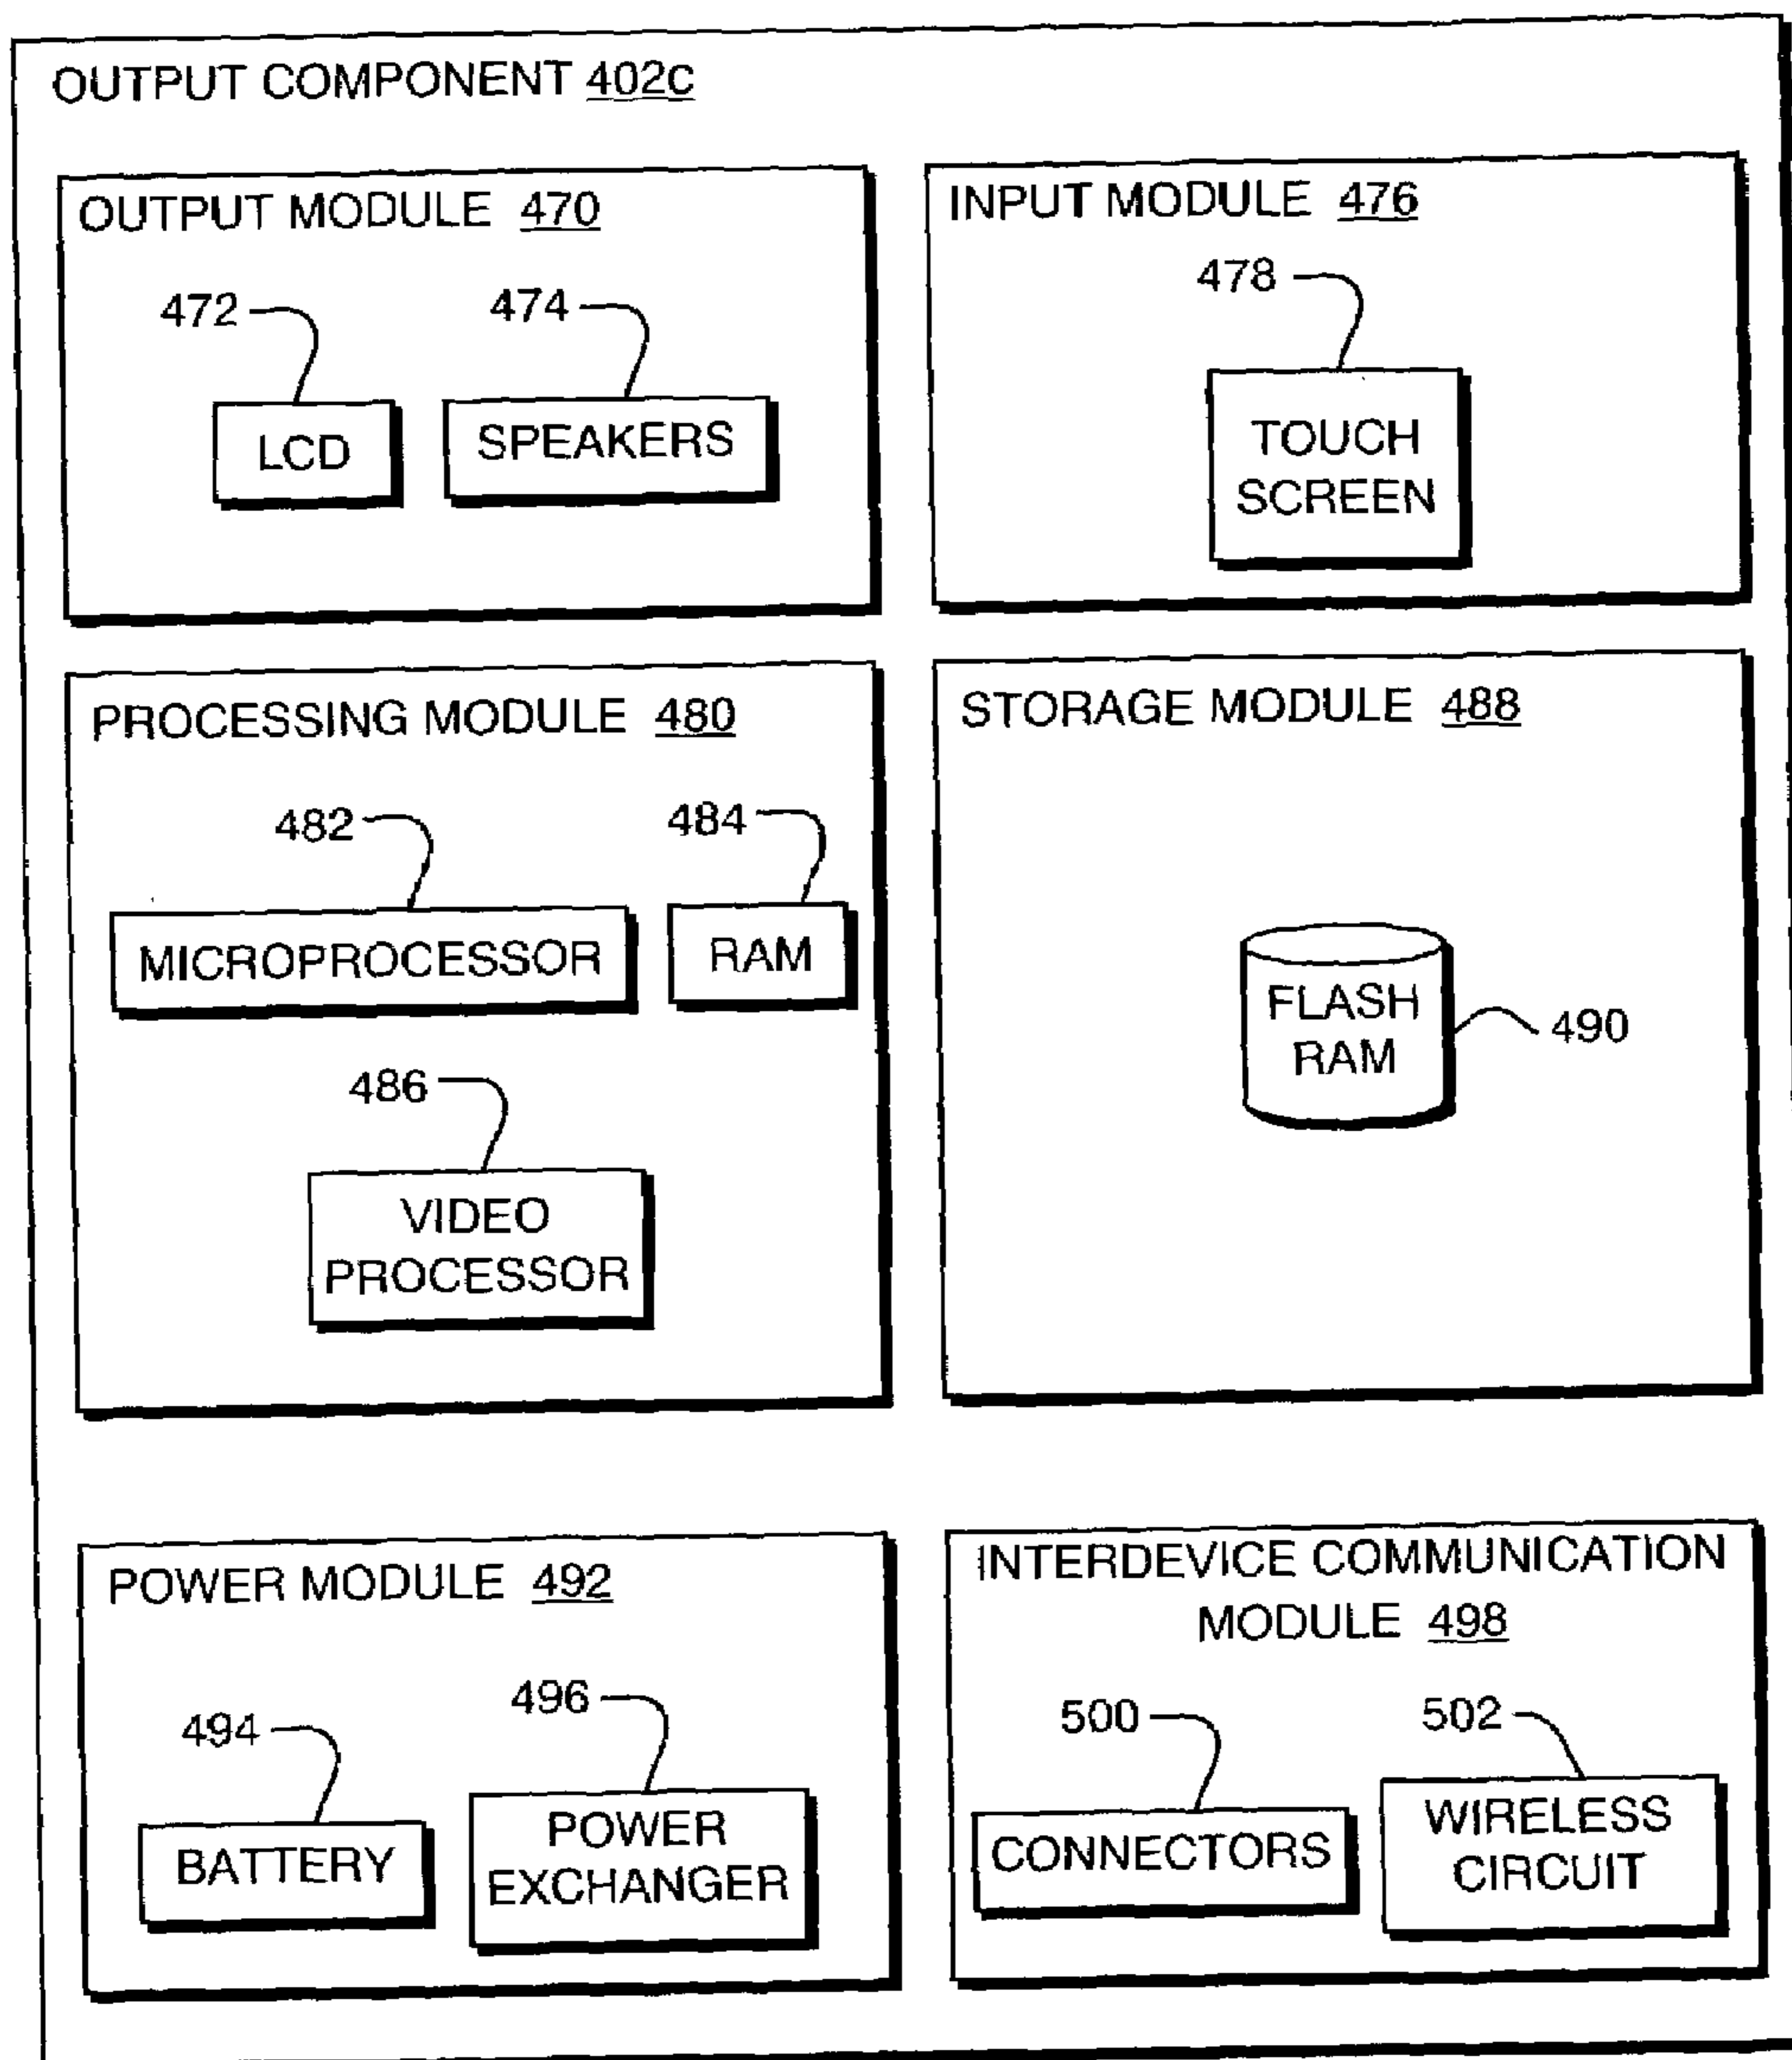 OUTPUT COMPONENT 402c
OUTPUT MODULE 470
472
474
LCD
SPEAKERS
INPUT MODULE 476
478
TOUCH
SCREEN
PROCESSING MODULE 480
482
484
MICROPROCESSOR
RAM
486
VIDEO
PROCESSOR
STORAGE MODULE 488
FLASH
RAM
490
POWER MODULE 492
494
496
BATTERY
POWER
EXCHANGER
INTERDEVICE COMMUNICATION
MODULE 498
500
502
CONNECTORS
WIRELESS
CIRCUIT